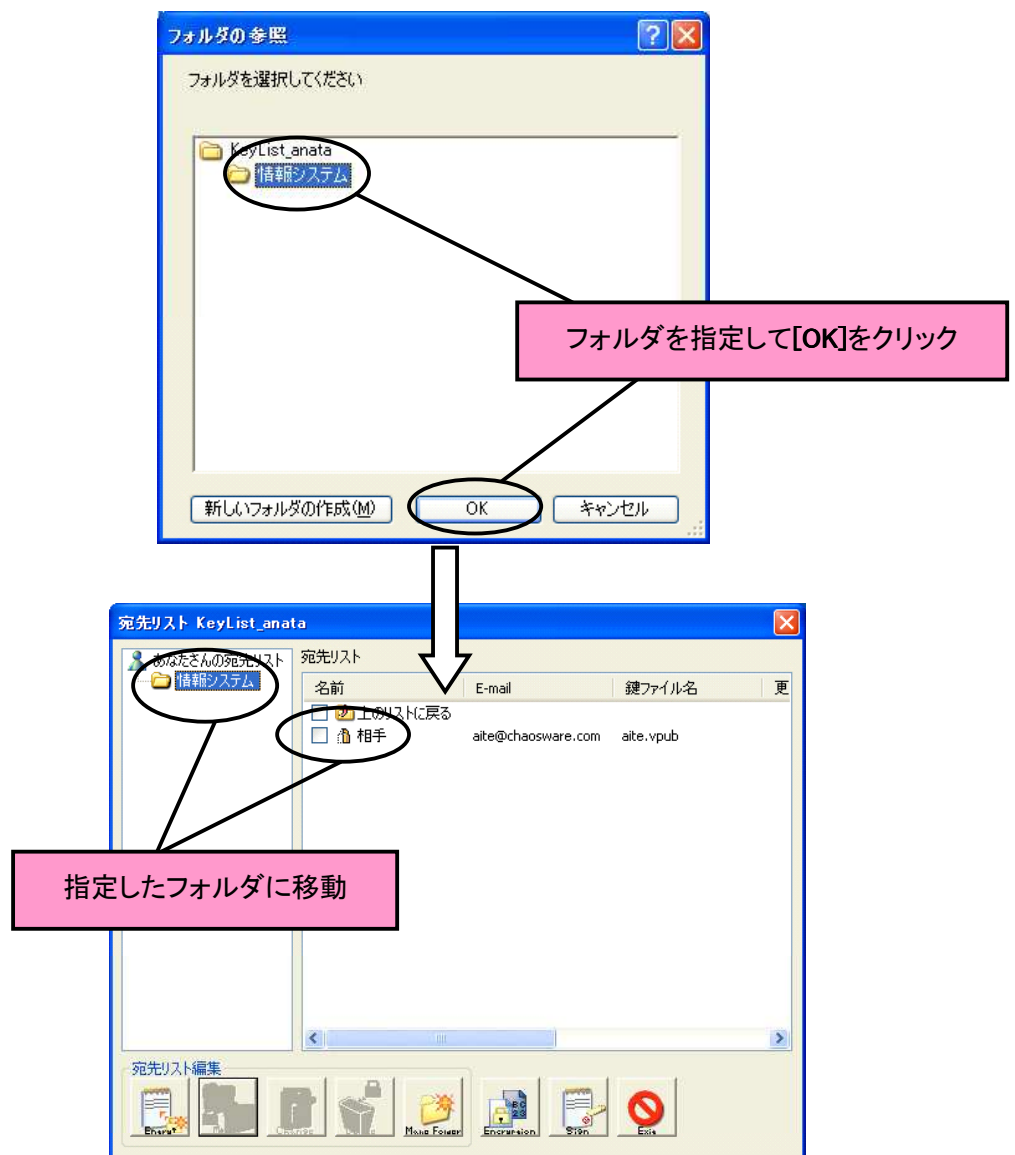 フォルダの参照
フォルダを選択してください
KeyList_anata
情報システム
フォルダを指定して[OK]をクリック
新しいフォルダの作成(M)
OK
キャンセル
宛先リスト KeyList_anata
あなたさんの宛先リスト
情報システム
宛先リスト
名前 E-mail 鍵ファイル名 更
上のリストに戻る
相手 aite@chaosware.com aite.vpub
指定したフォルダに移動
宛先リスト編集
Make Folder
Sign